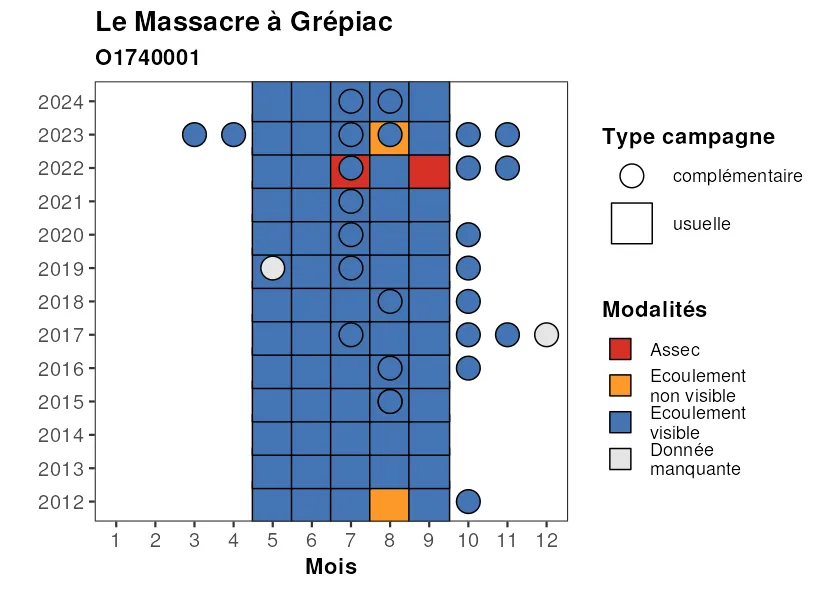 Le Massacre à Grépiac
O1740001
2024
2023
2022
2021
2020
2019
2018
2017
2016
2015
2014
2013
2012
1 2 3 4 5 6 7 8 9 10 11 12
Mois
Type campagne
complémentaire
usuelle
Modalités
Assec
Ecoulement
non visible
Ecoulement
visible
Donnée
manquante